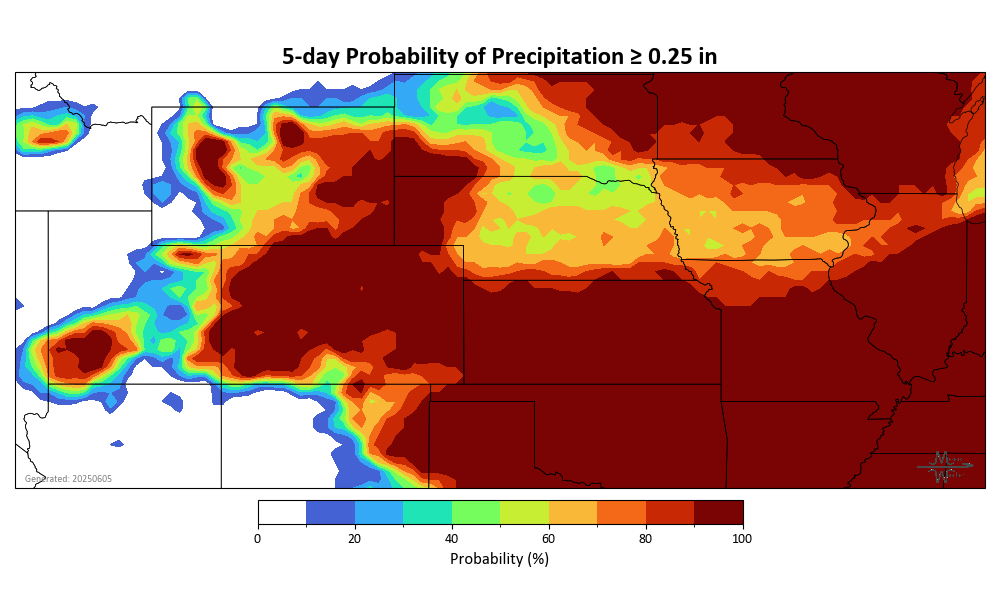 5-day Probability of Precipitation ≥ 0.25 in
Generated: 20250605
0 20 40 60 80 100
Probability (%)